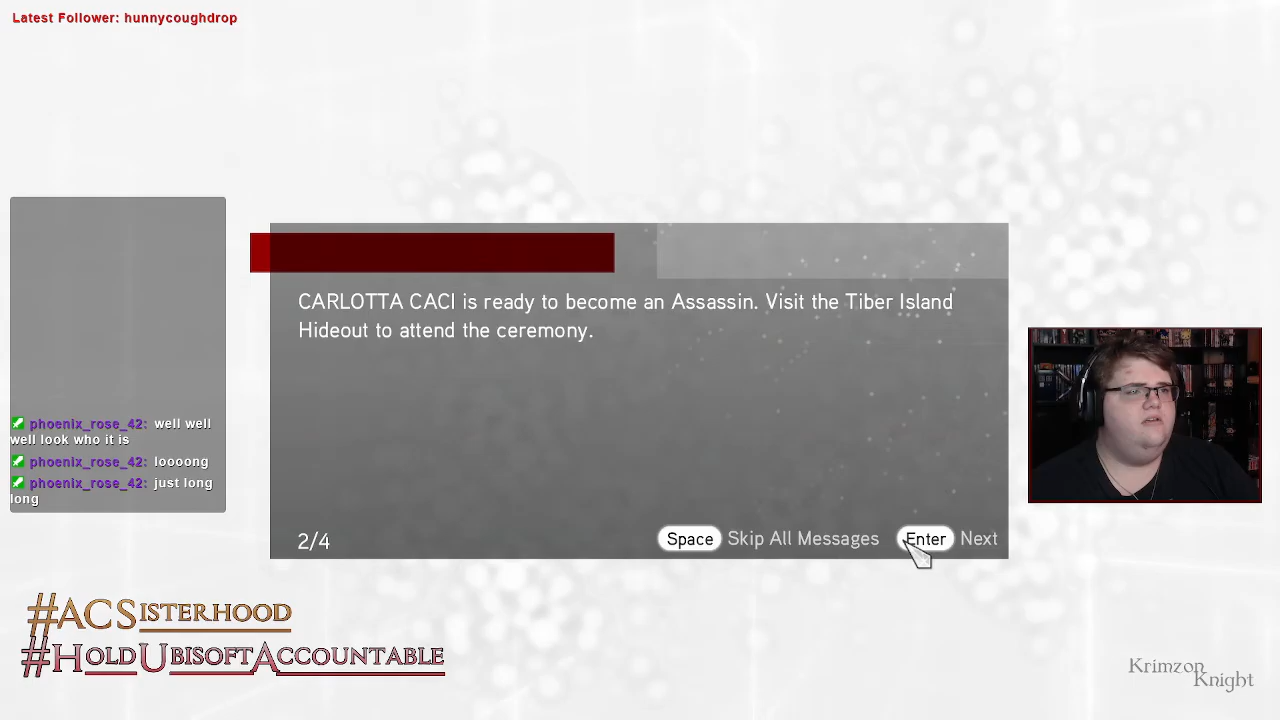 Latest Follower: hunnycoughdrop
CARLOTTA CACI is ready to become an Assassin. Visit the Tiber Island
Hideout to attend the ceremony.
phoenix_rose_42: well well
well look who it is
phoenix_rose_42: loooong
phoenix_rose_42: just long
long
2/4
Space Skip All Messages Enter Next
#ACSISTERHOOD
#HOLDUBISOFTACCOUNTABLE
Krimzon
Knight